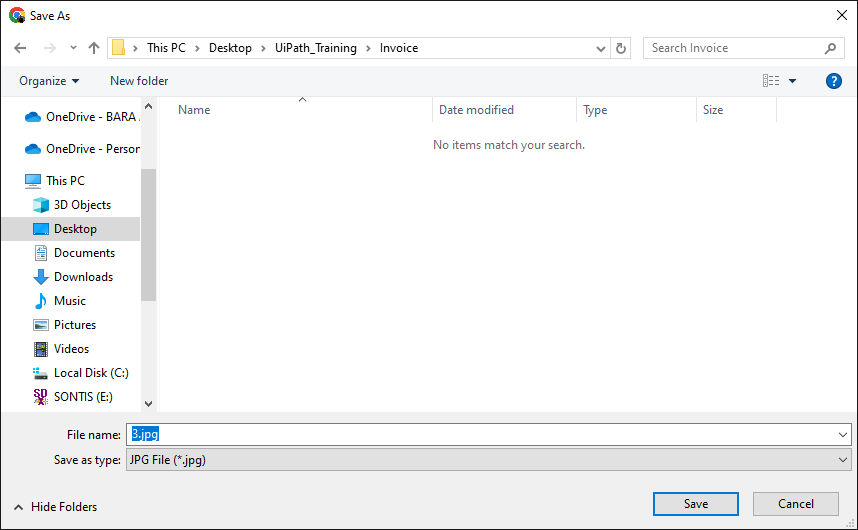 Save As
This PC > Desktop > UiPath_Training > Invoice
Search Invoice
Organize
New folder
Name
Date modified
Type
Size
No items match your search.
OneDrive - BARA
OneDrive - Person
This PC
3D Objects
Desktop
Documents
Downloads
Music
Pictures
Videos
Local Disk (C:)
SONTIS (E:)
File name: 3.jpg
Save as type: JPG File (*.jpg)
Hide Folders
Save
Cancel